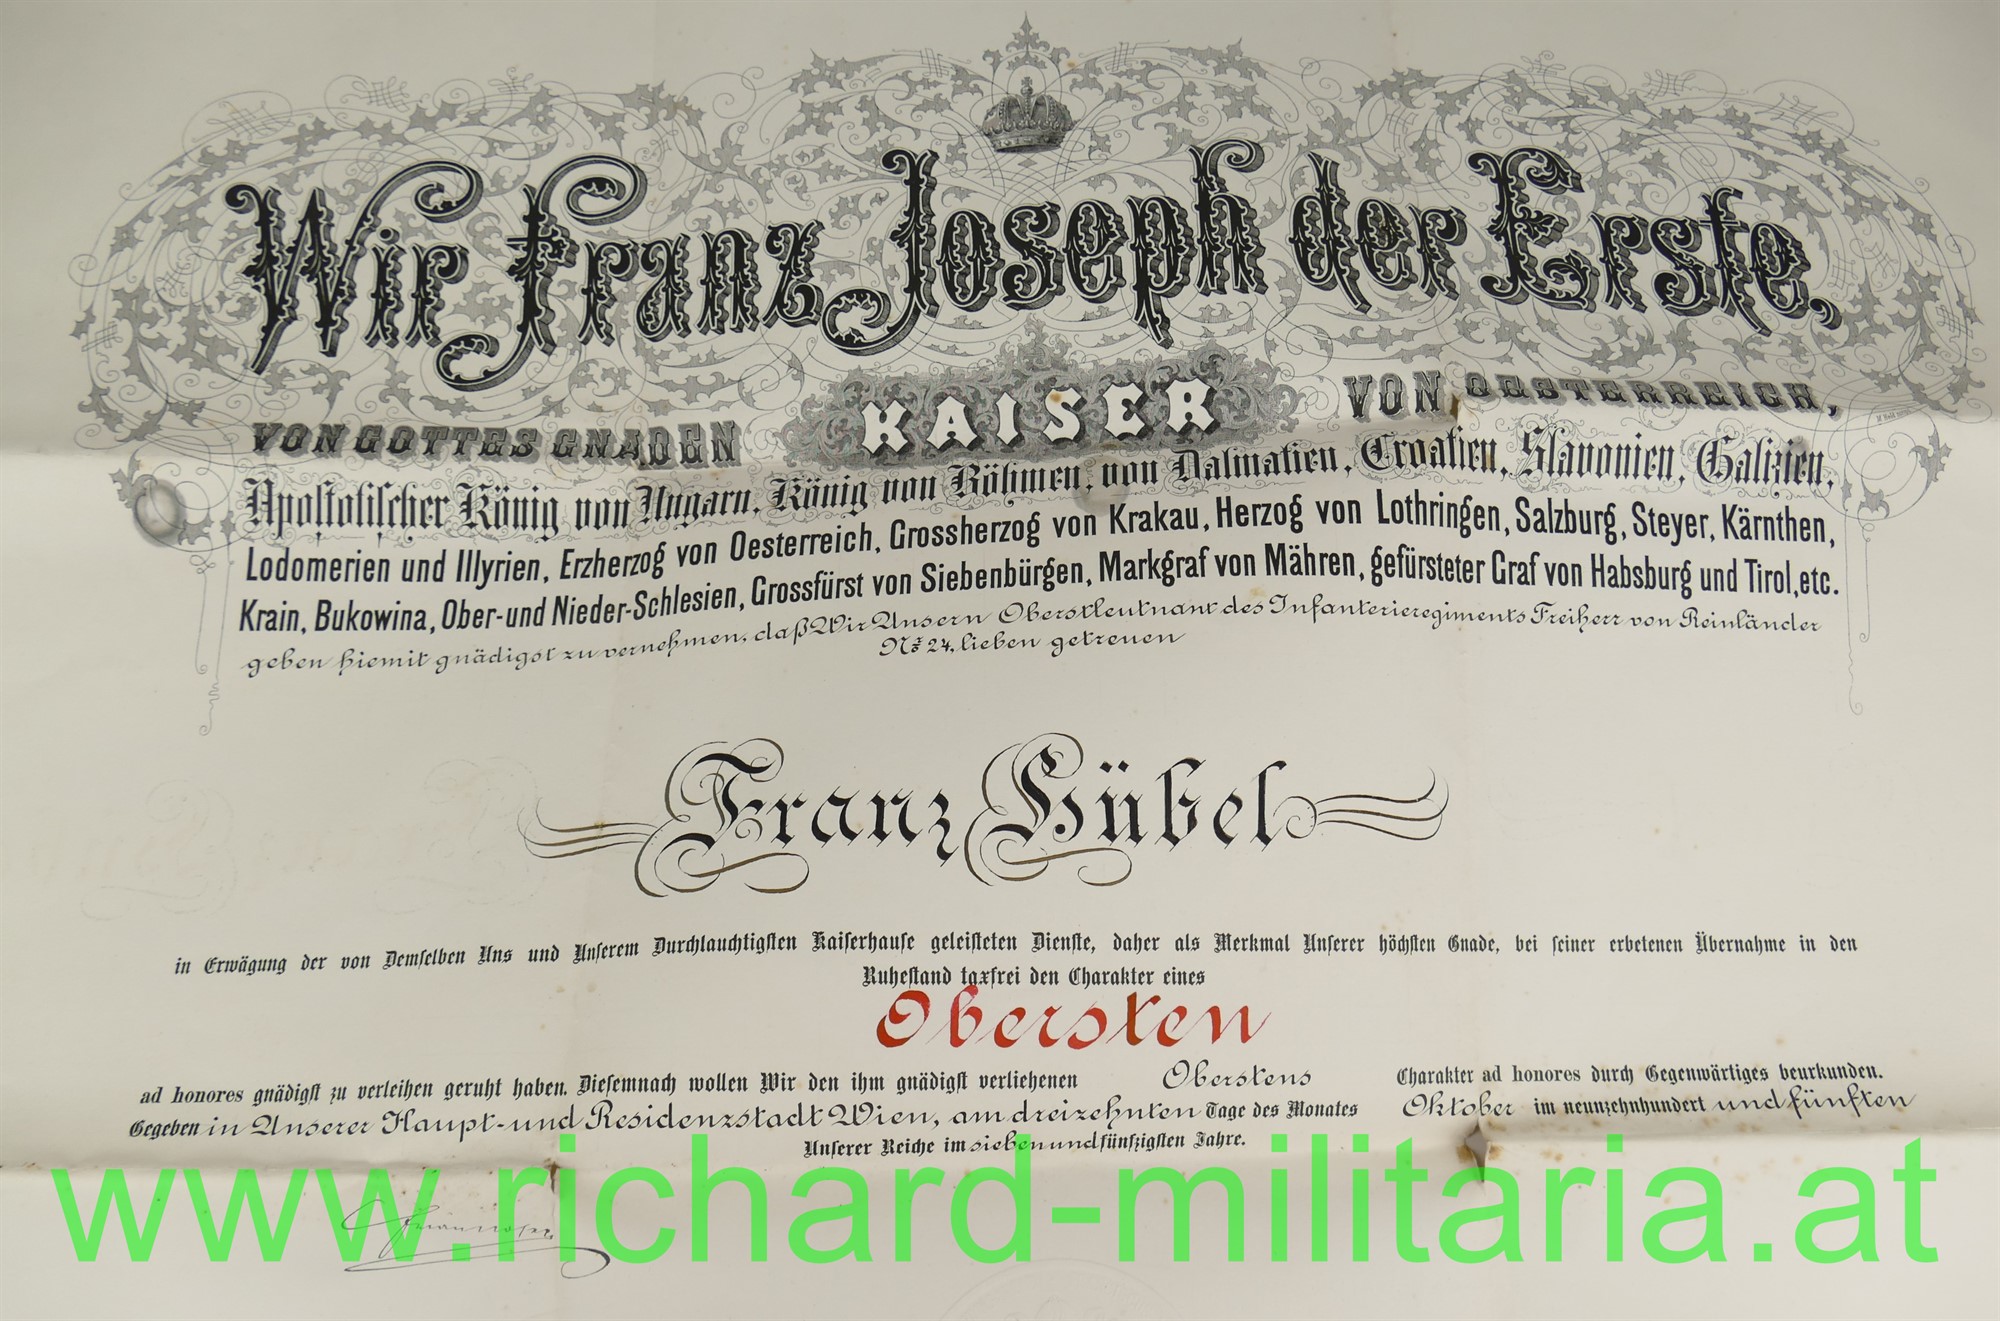 Wir Franz Joseph der Erste,
VON GOTTES GNADEN KAISER VON OESTERREICH,
Apostolischer König von Ungarn, König von Böhmen, von Dalmatien, Croatien, Slavonien, Galizien,
Lodomerien und Illyrien, Erzherzog von Oesterreich, Grossherzog von Krakau, Herzog von Lothringen, Salzburg, Steyer, Kärnthen,
Krain, Bukowina, Ober-und Nieder-Schlesien, Grossfürst von Siebenbürgen, Markgraf von Mähren, gefürsteter Graf von Habsburg und Tirol, etc.
geben hiemit gnädigst zu vernehmen, daß Wir Unsern Oberstleutnant des Infanterieregiments Freiherr von Reinländer
Nr. 24, lieben getreuen
Franz Hübel
in Erwägung der von Demselben Uns und Unserem Durchlauchtigsten Kaiserhause geleisteten Dienste, daher als Merkmal Unserer höchsten Gnade, bei seiner erbetenen Übernahme in den
Ruhestand taxfrei den Charakter eines
Obersten
ad honores gnädigst zu verleihen geruht haben. Diesemnach wollen Wir den ihm gnädigst verliehenen Oberstens Charakter ad honores durch Gegenwärtiges beurkunden.
Gegeben in Unserer Haupt- und Residenzstadt Wien, am dreizehnten Tage des Monates Oktober im neunzehnhundert und fünften
Unserer Reiche im siebenundfünfzigsten Jahre.
www.richard-militaria.at